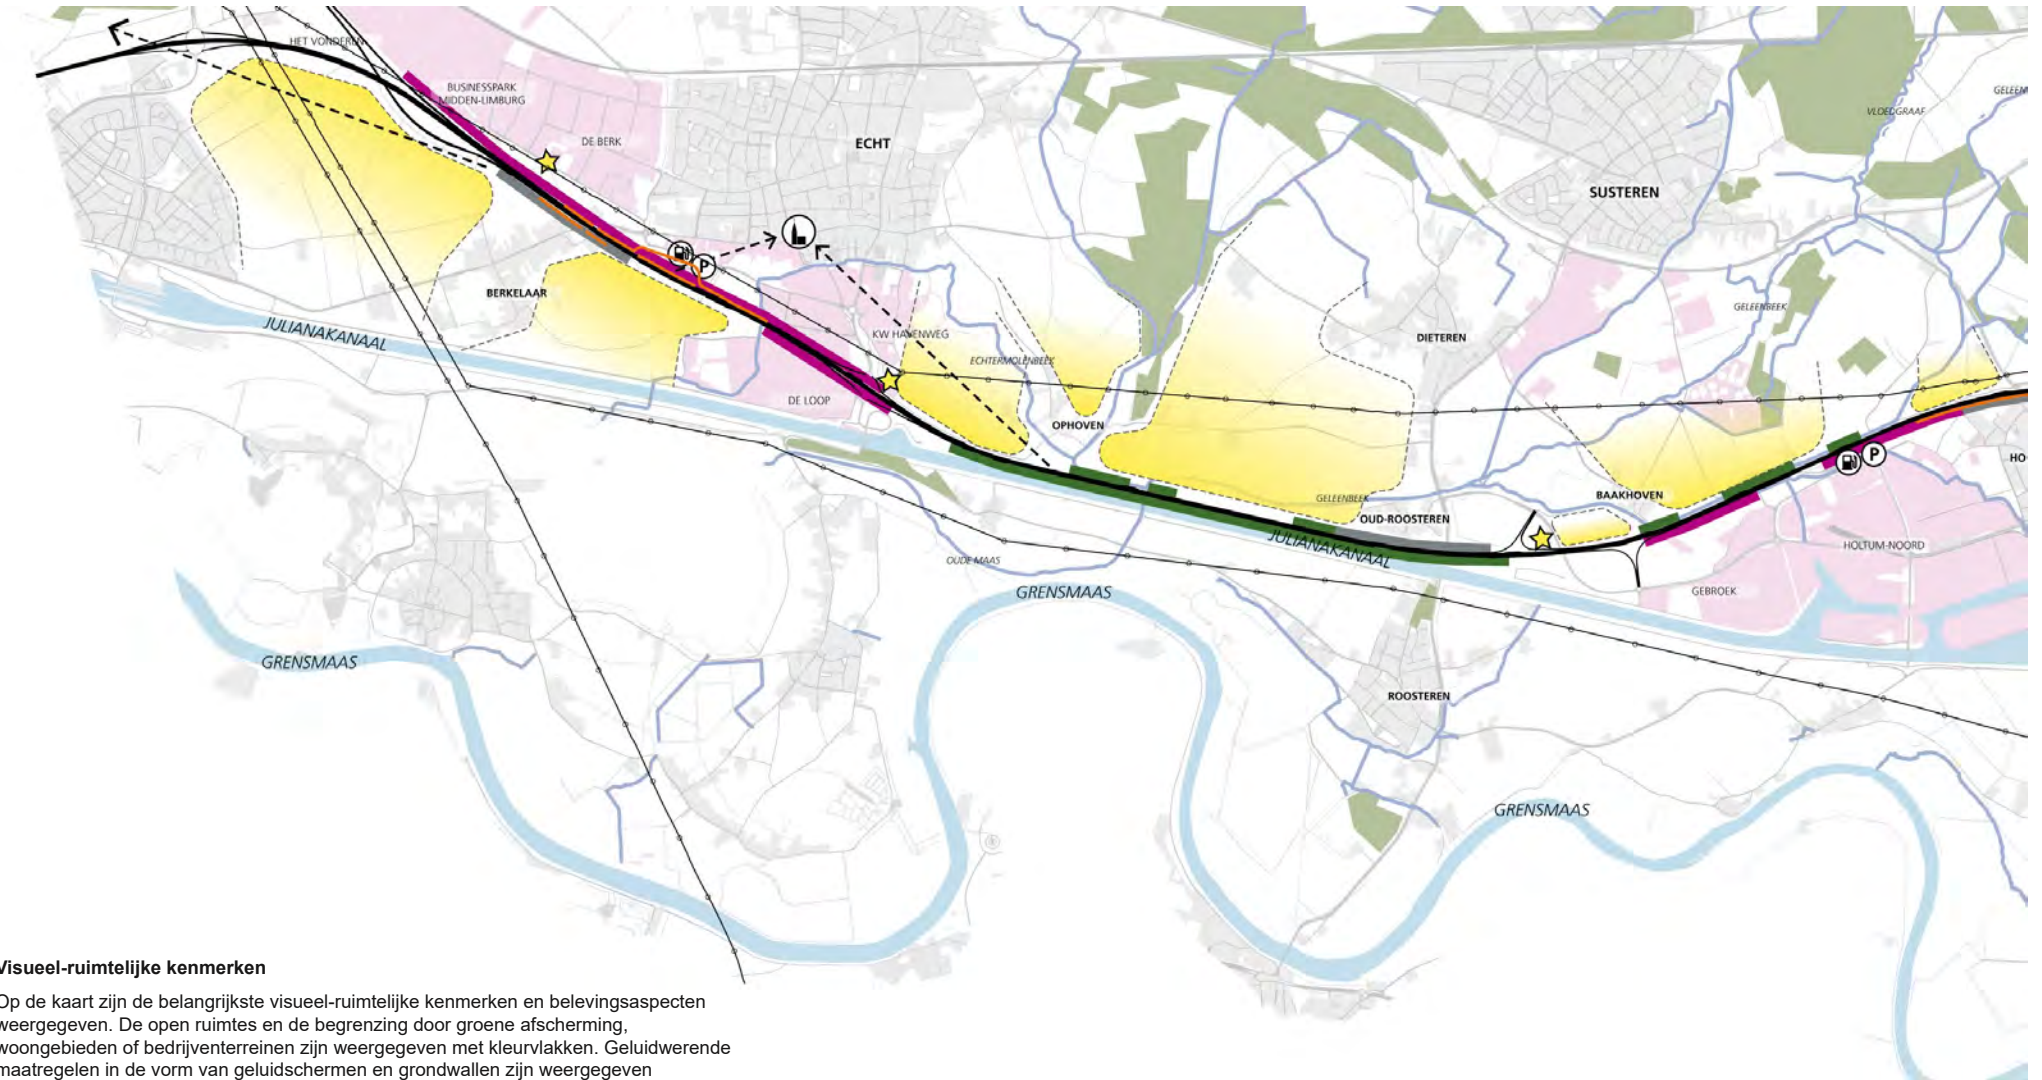 HET VONDEREN
BUSINESSPARK
MIDDEN-LIMBURG
DE BERK
ECHT
SUSTEREN
VLOEDGRAAF
BERKELAAR
JULIANAKANAAL
P
KW HAVENWEG
ECHTERMOLENBEEK
DE LOOP
OPHOVEN
DIETEREN
GELEENBEEK
GELEENBEEK
OUD-ROOSTEREN
BAAKHOVEN
P
HO
JULIANAKANAAL
HOLTUM-NOORD
GEBROEK
OUDE MAAS
GRENSMAAS
GRENSMAAS
ROOSTEREN
GRENSMAAS
Visueel-ruimtelijke kenmerken
Op de kaart zijn de belangrijkste visueel-ruimtelijke kenmerken en belevingsaspecten
weergegeven. De open ruimtes en de begrenzing door groene afscherming,
woongebieden of bedrijventerreinen zijn weergegeven met kleurvlakken. Geluidwerende
maatregelen in de vorm van geluidschermen en grondwallen zijn weergegeven